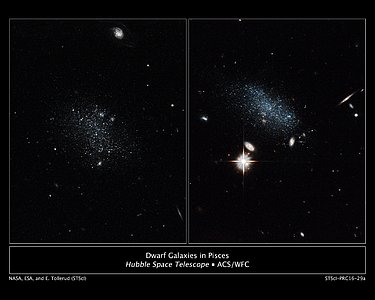 Dwarf Galaxies in Pisces
Hubble Space Telescope • ACS/WFC
NASA, ESA, and E. Tollerud (STScI)
STScI-PRC16-29a